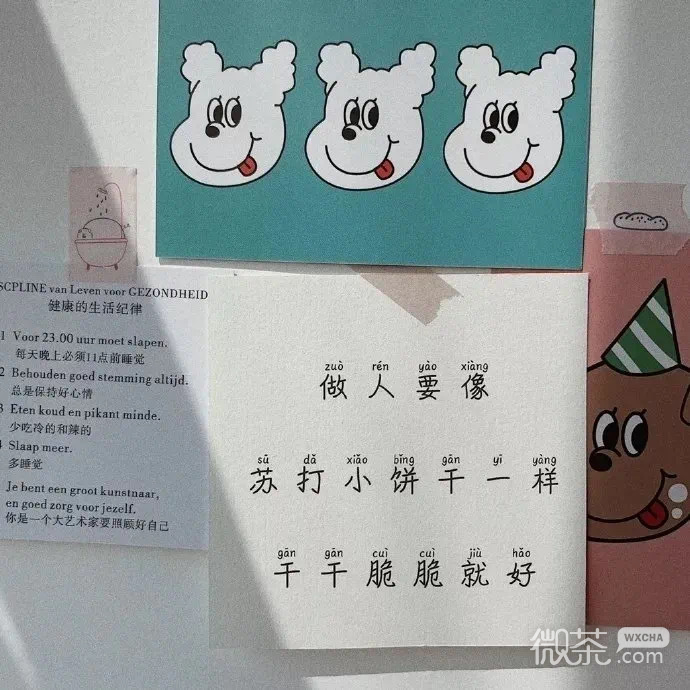 SCPLINE van Leven voor GEZONDHEID
健康的生活纪律
1 Voor 23.00 uur moet slapen.
每天晚上必须11点前睡觉
2 Behouden goed stemming altijd.
总是保持好心情
3 Eten koud en pikant minde.
少吃冷的和辣的
4 Slaap meer.
多睡觉
Je bent een groot kunstnaar,
en goed zorg voor jezelf.
你是一个大艺术家要照顾好自己
zuò rén yào xiàng
做人要像
sū dǎ xiǎo bǐng gān yī yàng
苏打小饼干一样
gān gān cuì cuì jiù hǎo
干干脆脆就好
微茶 WXCHA
.com